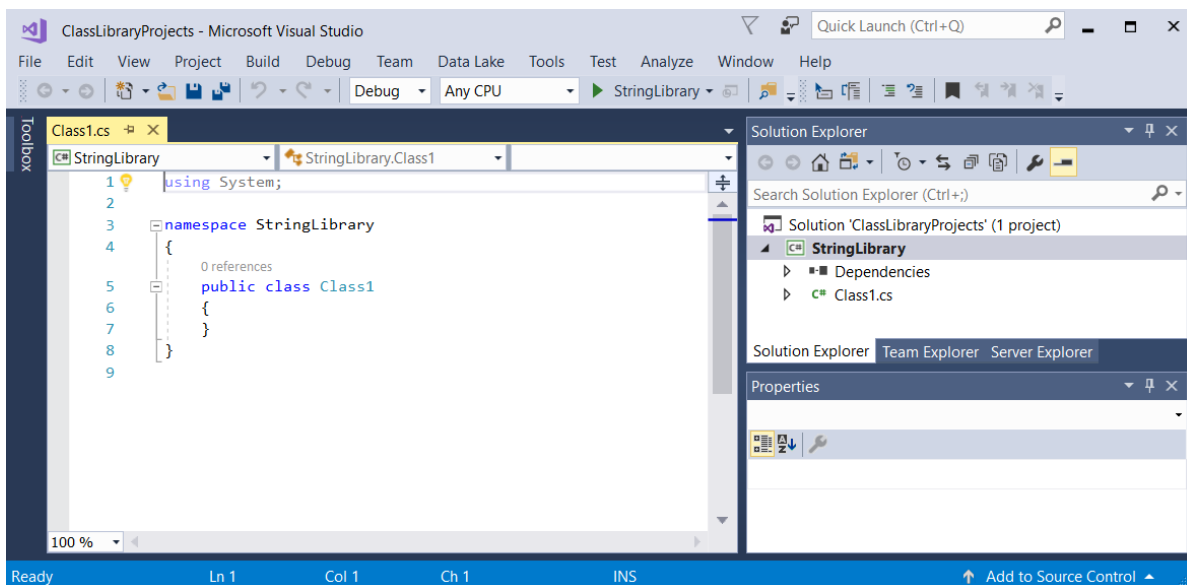 ClassLibraryProjects - Microsoft Visual Studio
Quick Launch (Ctrl+Q)
File Edit View Project Build Debug Team Data Lake Tools Test Analyze Window Help
Debug Any CPU StringLibrary
Toolbox
Class1.cs
C# StringLibrary StringLibrary.Class1
1 using System;
2
3 namespace StringLibrary
4 {
0 references
5 public class Class1
6 {
7 }
8 }
9
100 %
Solution Explorer
Search Solution Explorer (Ctrl+;)
Solution 'ClassLibraryProjects' (1 project)
C# StringLibrary
Dependencies
C# Class1.cs
Solution Explorer Team Explorer Server Explorer
Properties
Ready Ln 1 Col 1 Ch 1 INS Add to Source Control